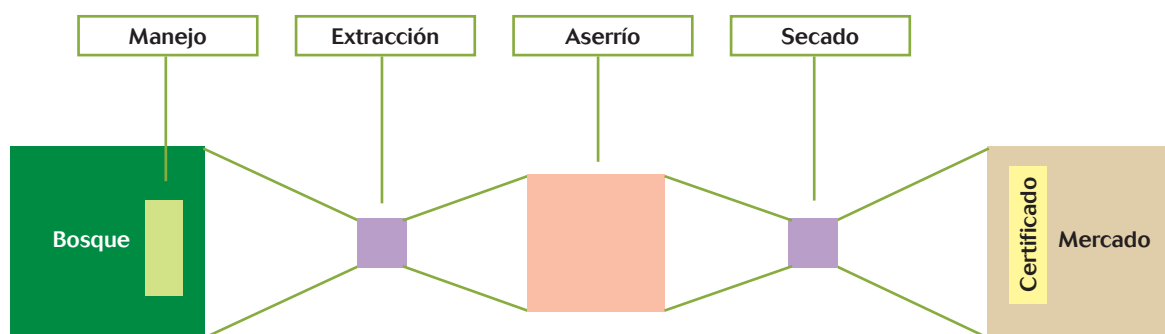 Manejo
Extracción
Aserrío
Secado
Bosque
Certificado
Mercado